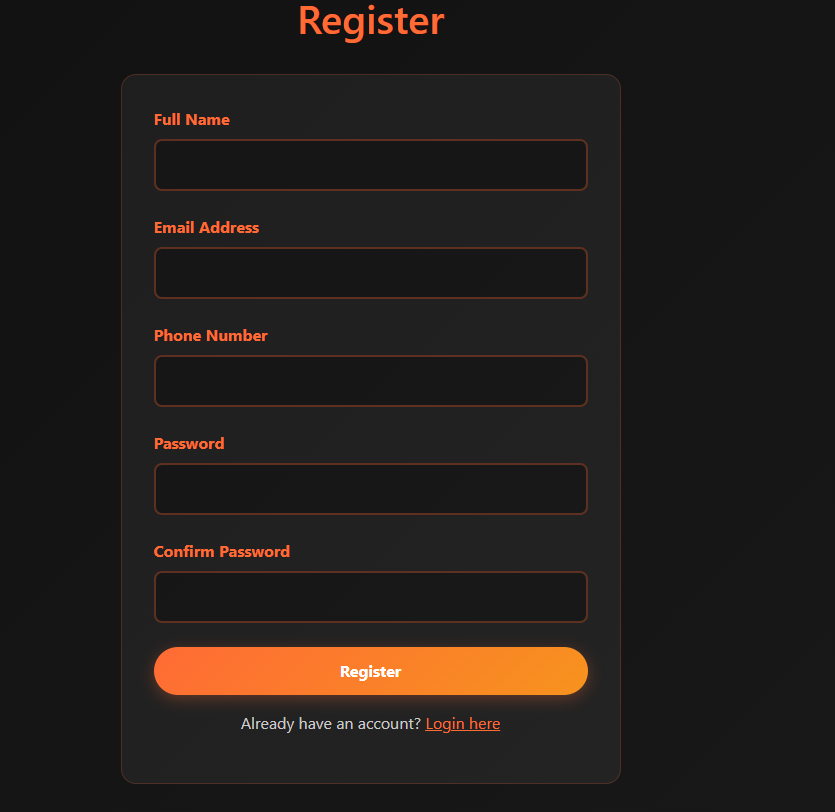 Register
Full Name
Email Address
Phone Number
Password
Confirm Password
Register
Already have an account? Login here